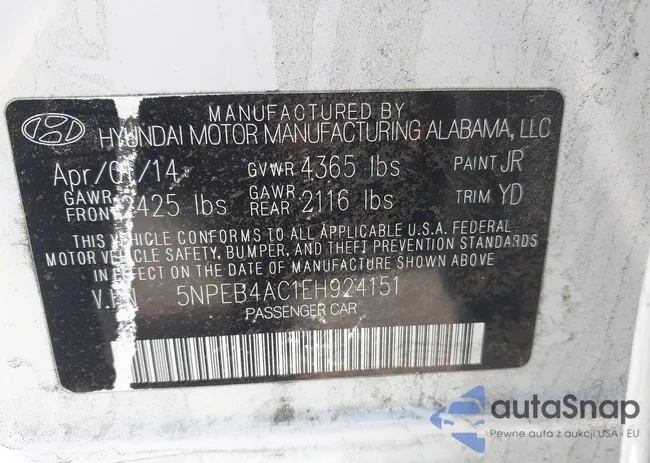 MANUFACTURED BY
HYUNDAI MOTOR MANUFACTURING ALABAMA, LLC
Apr/01/14 GVWR 4365 lbs PAINT JR
GAWR FRONT 2425 lbs GAWR REAR 2116 lbs TRIM YD
THIS VEHICLE CONFORMS TO ALL APPLICABLE U.S.A. FEDERAL
MOTOR VEHICLE SAFETY, BUMPER, AND THEFT PREVENTION STANDARDS
IN EFFECT ON THE DATE OF MANUFACTURE SHOWN ABOVE
V.I.N 5NPEB4AC1EH924151
PASSENGER CAR
autaSnap
Pewne auta z aukcji USA i EU